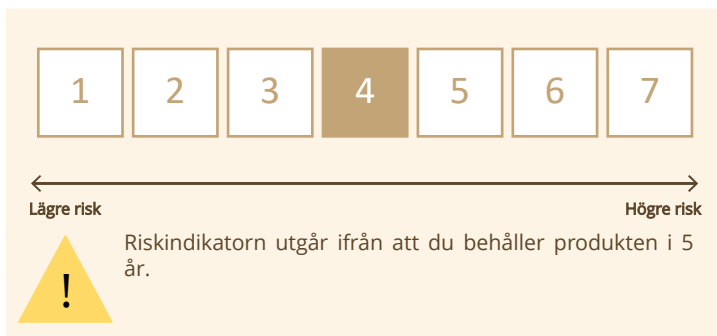 1 2 3 4 5 6 7
Lägre risk Högre risk
Riskindikatorn utgår ifrån att du behåller produkten i 5
år.
!